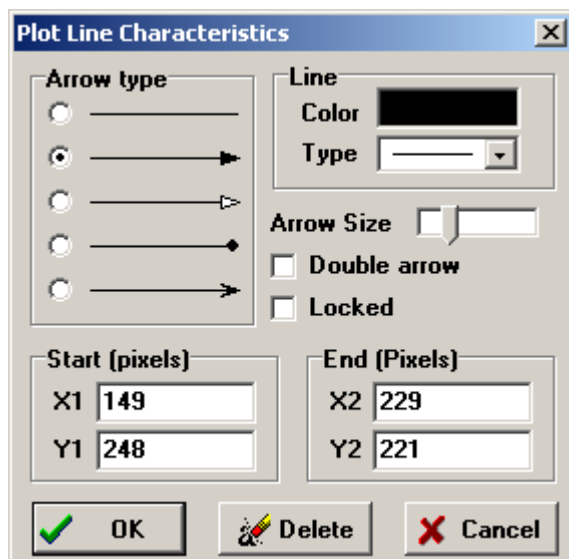 Plot Line Characteristics
Arrow type
Line
Color
Type
Arrow Size
Double arrow
Locked
Start (pixels)
X1 149
Y1 248
End (Pixels)
X2 229
Y2 221
OK
Delete
Cancel